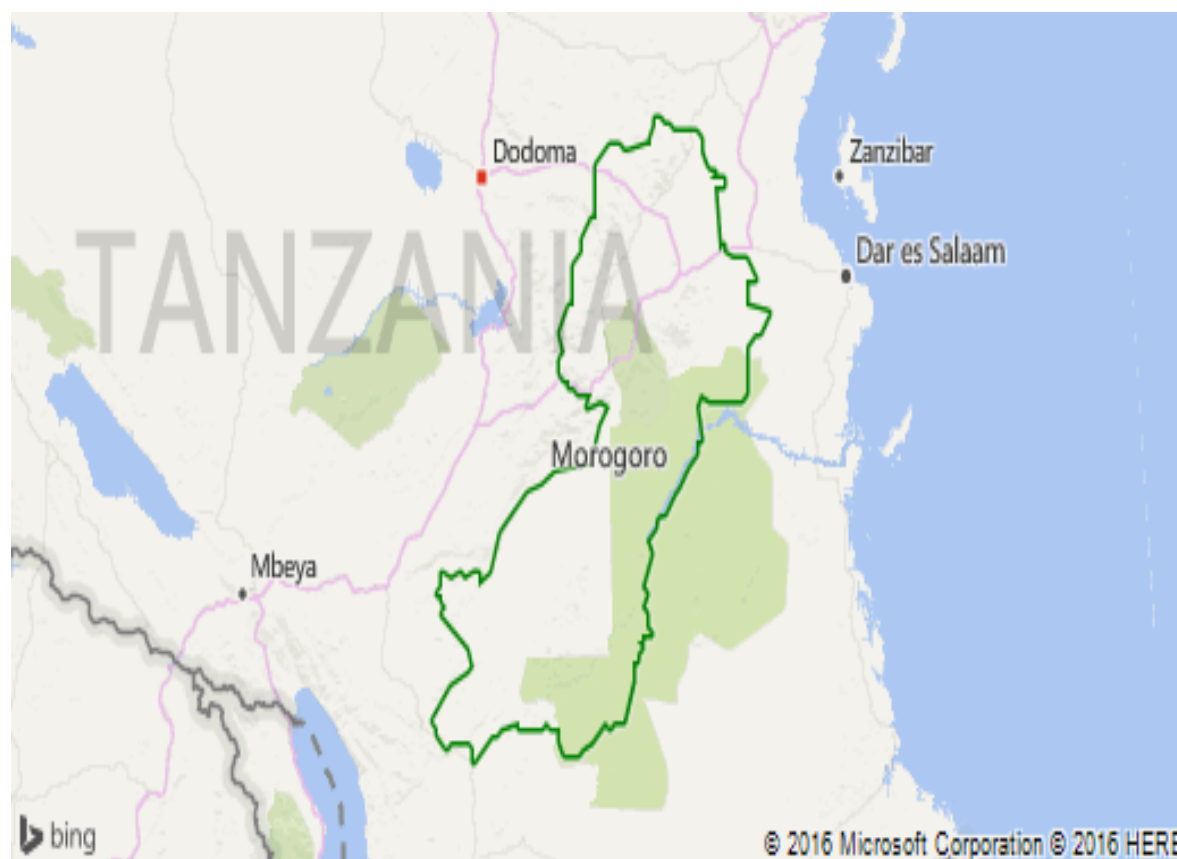 Dodoma
Zanzibar
TANZANIA
Dar es Salaam
Morogoro
Mbeya
bing
© 2016 Microsoft Corporation © 2016 HERE